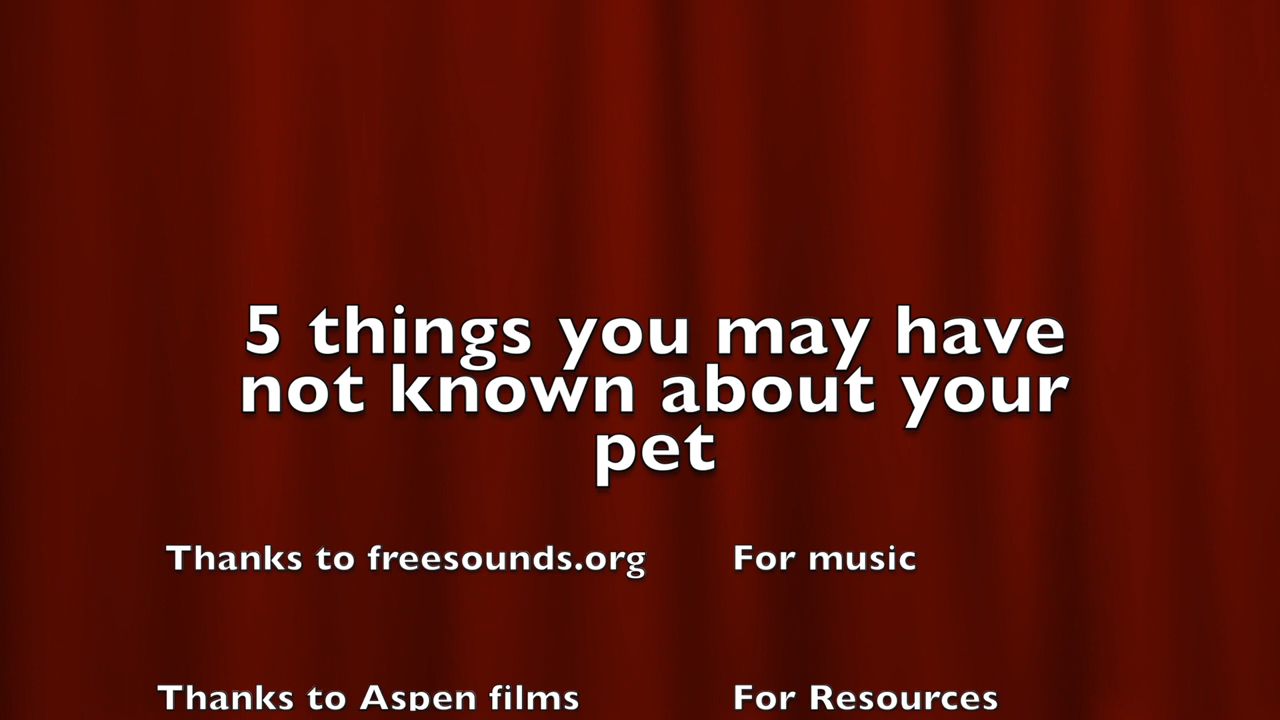 5 things you may have
not known about your
pet
Thanks to freesounds.org For music
Thanks to Aspen films For Resources